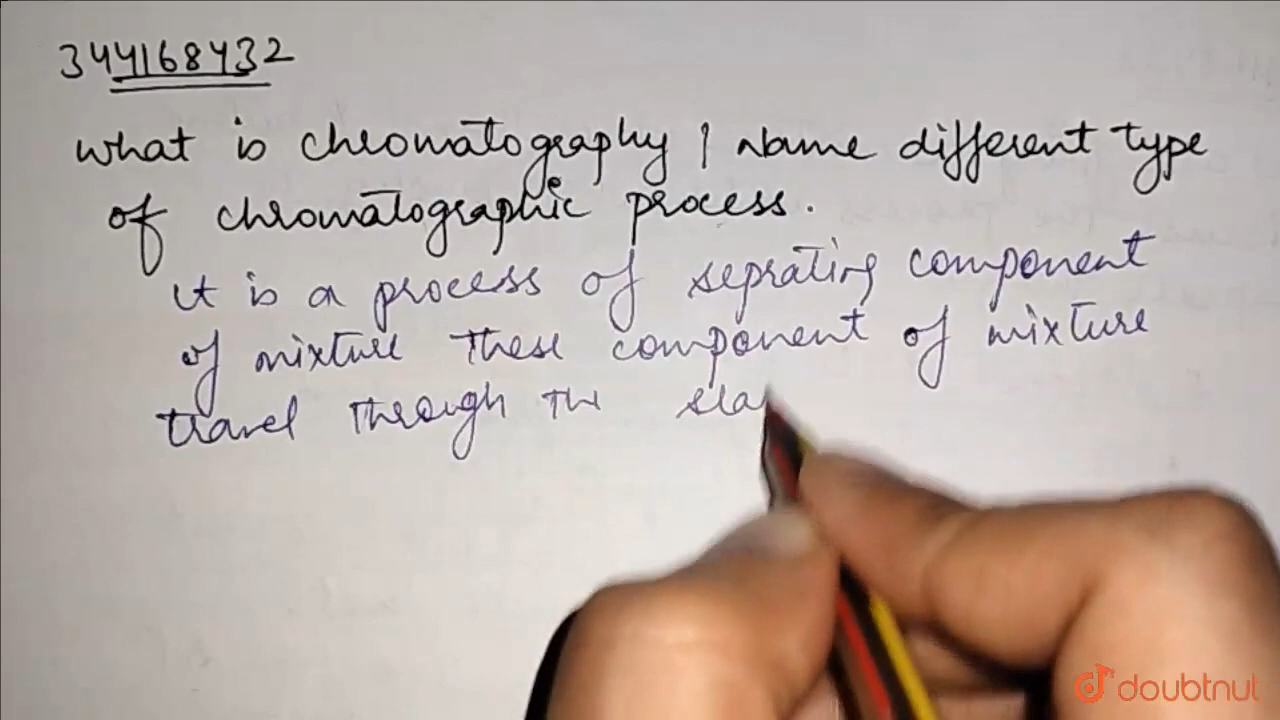 344168432
what is chromatography | Name different type
of chromatographic process.
it is a process of seprating component
of mixture these component of mixture
travel through the sta
doubtnut